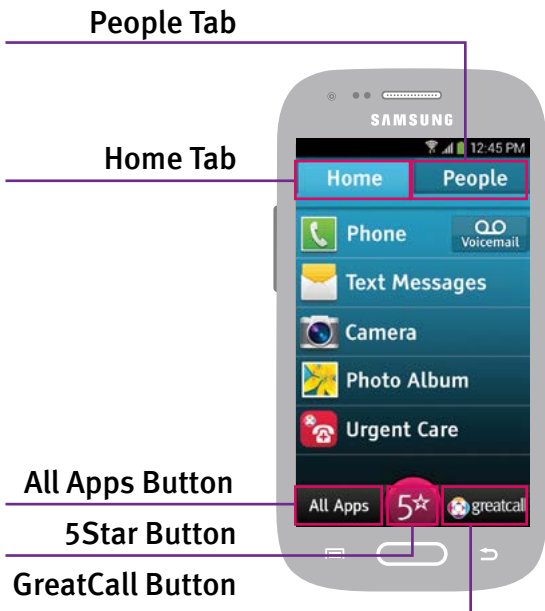 People Tab
SAMSUNG
12:45 PM
Home Tab
Home People
Phone Voicemail
Text Messages
Camera
Photo Album
Urgent Care
All Apps Button
All Apps 5☆ greatcall
5Star Button
GreatCall Button